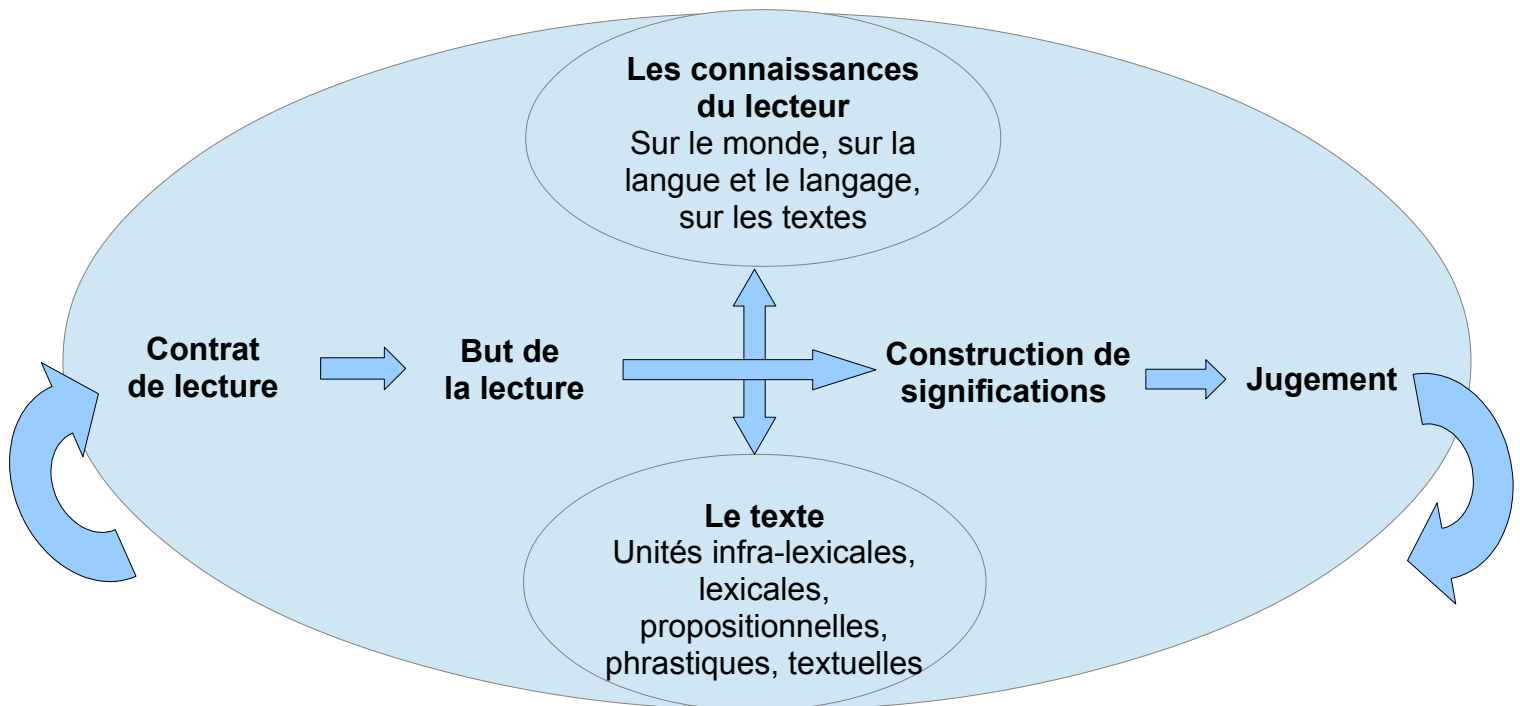 Les connaissances
du lecteur
Sur le monde, sur la
langue et le langage,
sur les textes
Contrat
de lecture
But de
la lecture
Construction de
significations
Jugement
Le texte
Unités infra-lexicales,
lexicales,
propositionnelles,
phrastiques, textuelles